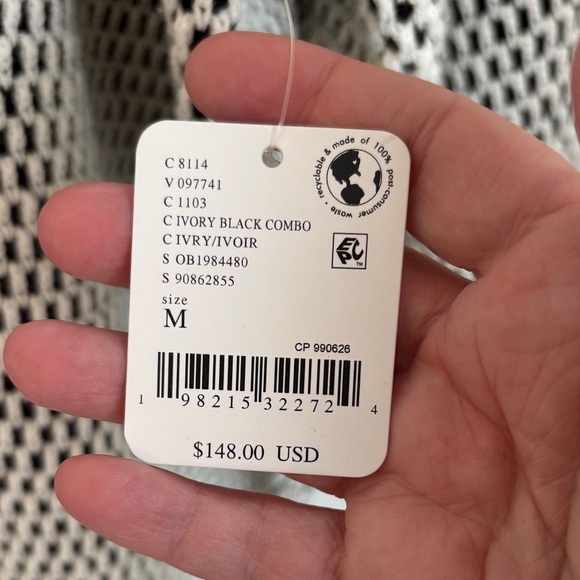 recyclable & made of 100% post-consumer waste •
C 8114
V 097741
C 1103
C IVORY BLACK COMBO
C IVRY/IVOIR
S OB1984480
S 90862855
EPC™
size
M
CP 990626
1 98215 32272 4
$148.00 USD